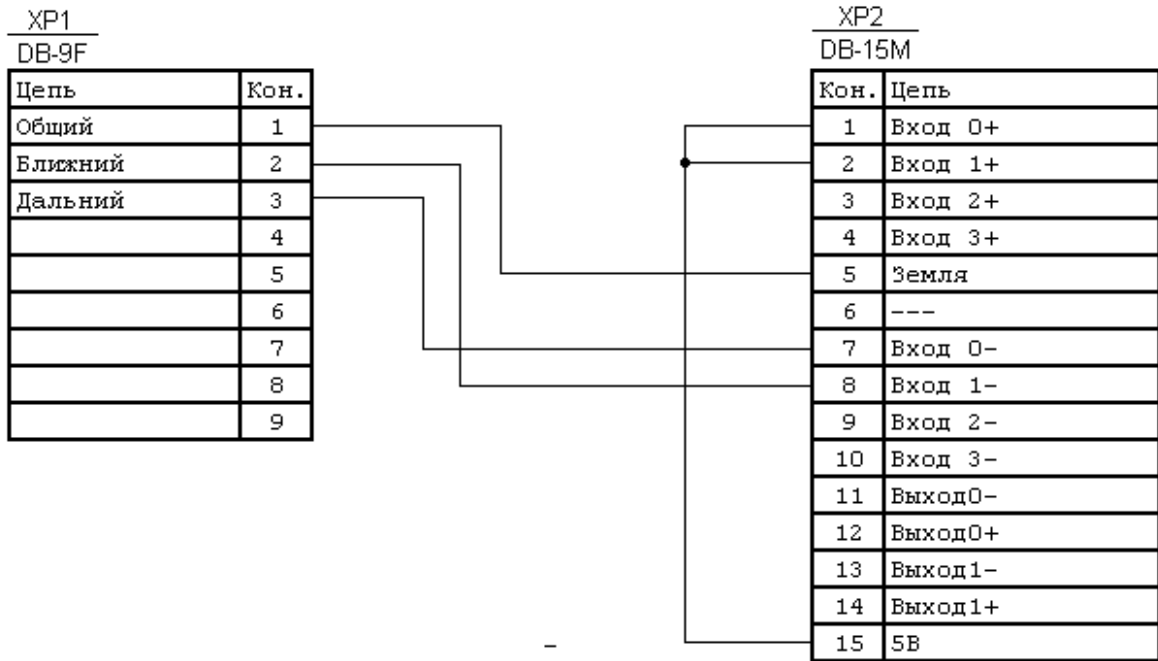 XP1
DB-9F
Цепь Кон.
Общий 1
Ближний 2
Дальний 3
4
5
6
7
8
9
XP2
DB-15M
Кон. Цепь
1 Вход 0+
2 Вход 1+
3 Вход 2+
4 Вход 3+
5 Земля
6 ---
7 Вход 0-
8 Вход 1-
9 Вход 2-
10 Вход 3-
11 Выход0-
12 Выход0+
13 Выход1-
14 Выход1+
15 5В